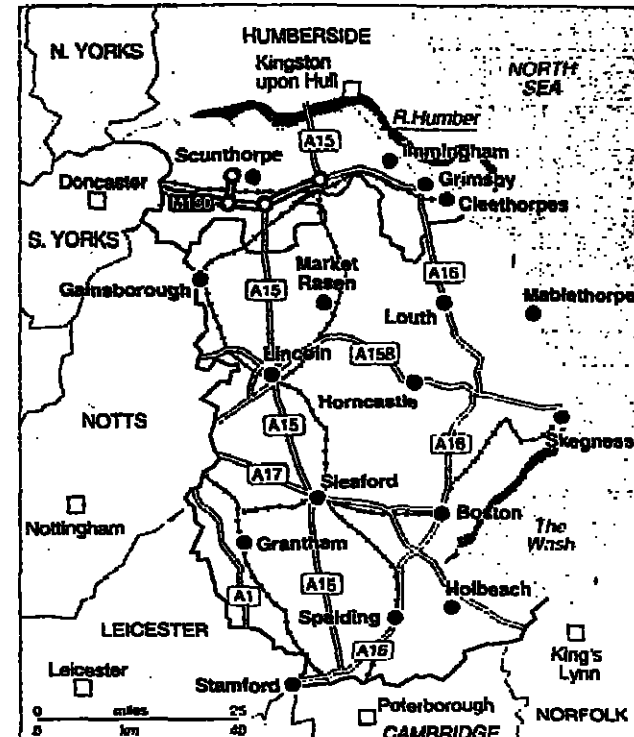 N. YORKS
HUMBERSIDE
Kingston
upon Hull
NORTH
SEA
R.Humber
A15
Immingham
Scunthorpe
Grimsby
Cleethorpes
Doncaster
A180
S. YORKS
A15
A16
Market
Rasen
Gainsborough
Louth
Mablethorpe
Lincoln
A158
Horncastle
NOTTS
A15
A16
Skegness
A17
Sleaford
Boston
Nottingham
The
Wash
Grantham
A1
A15
Holbeach
Spalding
LEICESTER
A16
King's
Lynn
Leicester
Stamford
0 miles 25
0 km 40
Peterborough
NORFOLK
CAMBRIDGE